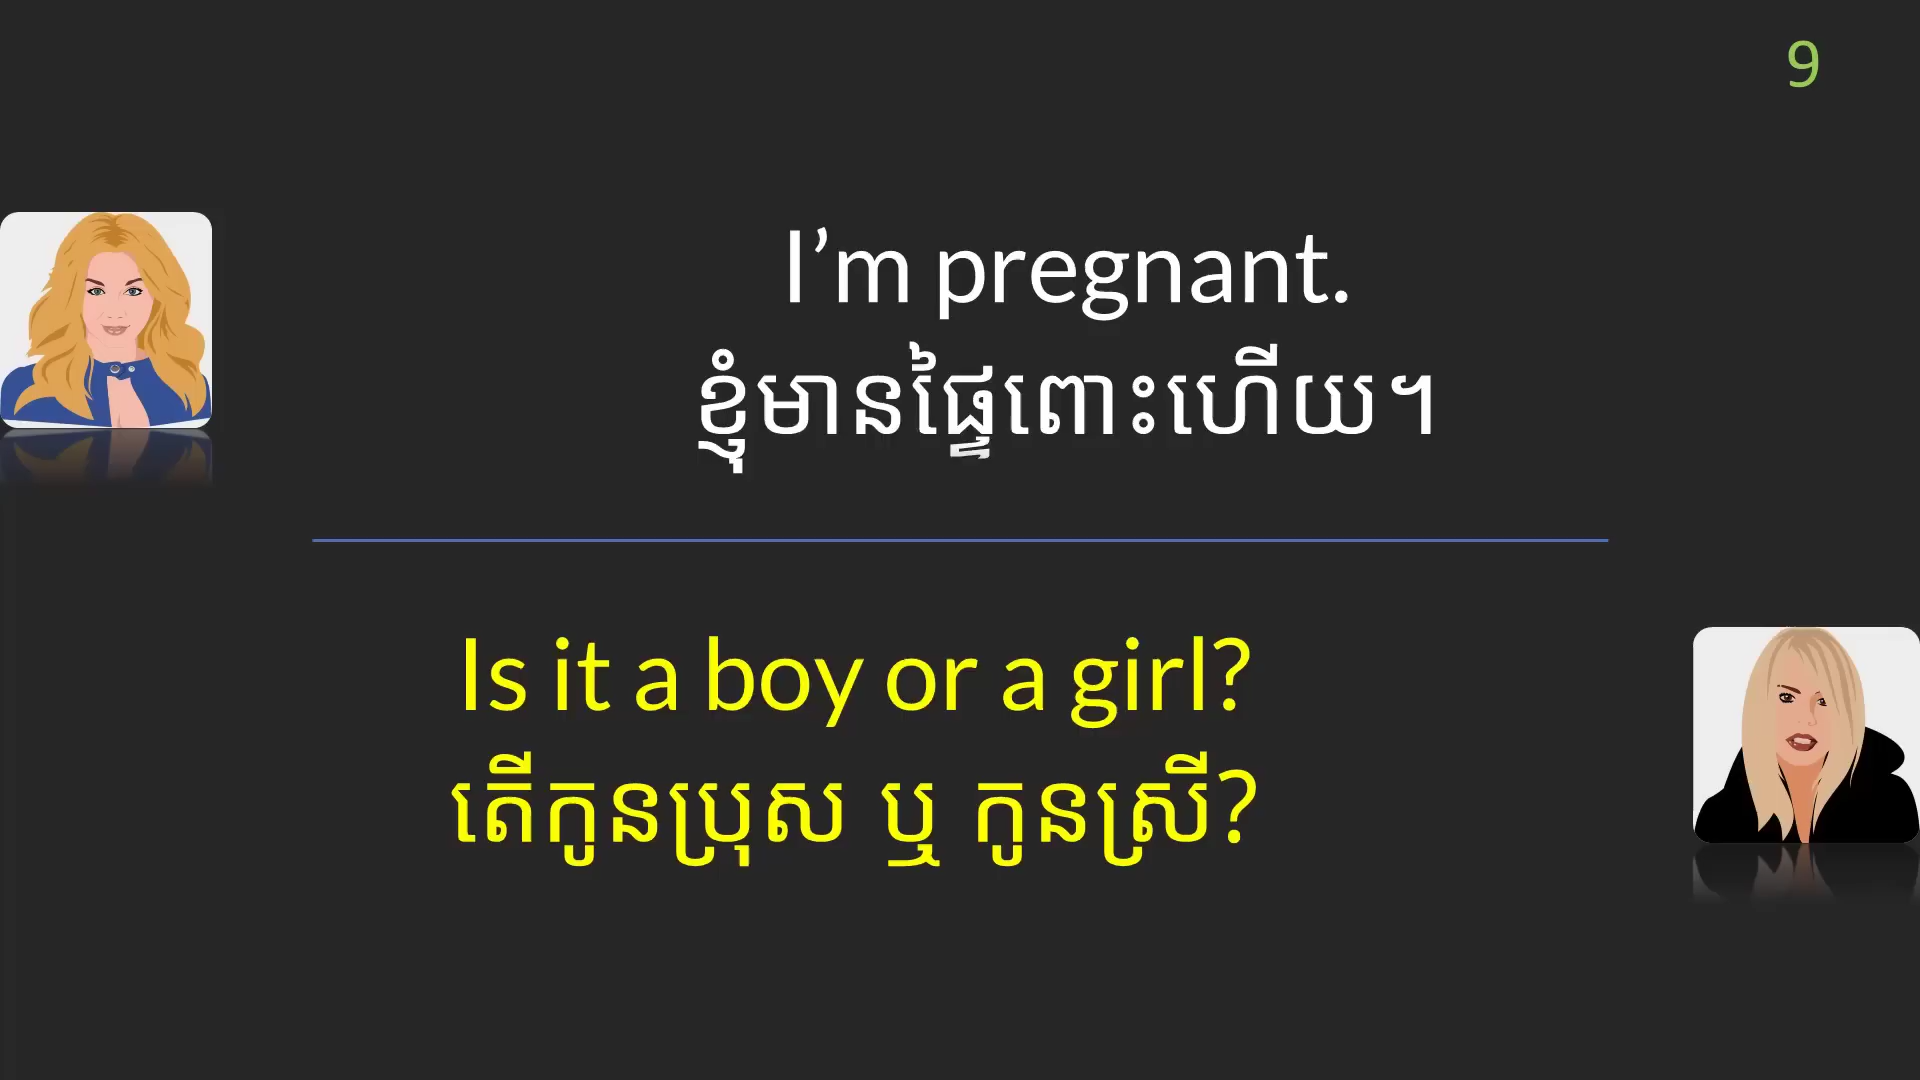 9
I’m pregnant.
ខ្ញុំមានផ្ទៃពោះហើយ។
Is it a boy or a girl?
តើកូនប្រុស ឬ កូនស្រី?